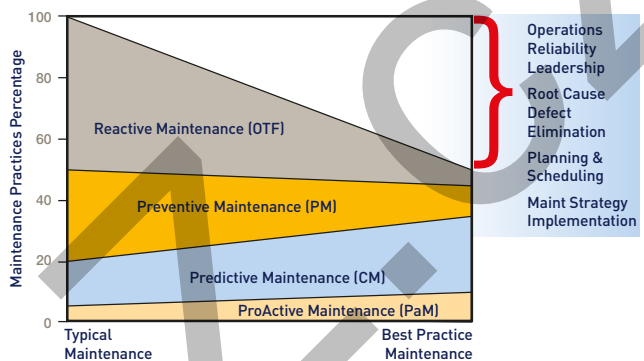 Maintenance Practices Percentage
100
80
60
40
20
0
Reactive Maintenance (OTF)
Preventive Maintenance (PM)
Predictive Maintenance (CM)
ProActive Maintenance (PaM)
Typical
Maintenance
Best Practice
Maintenance
Operations
Reliability
Leadership
Root Cause
Defect
Elimination
Planning &
Scheduling
Maint Strategy
Implementation